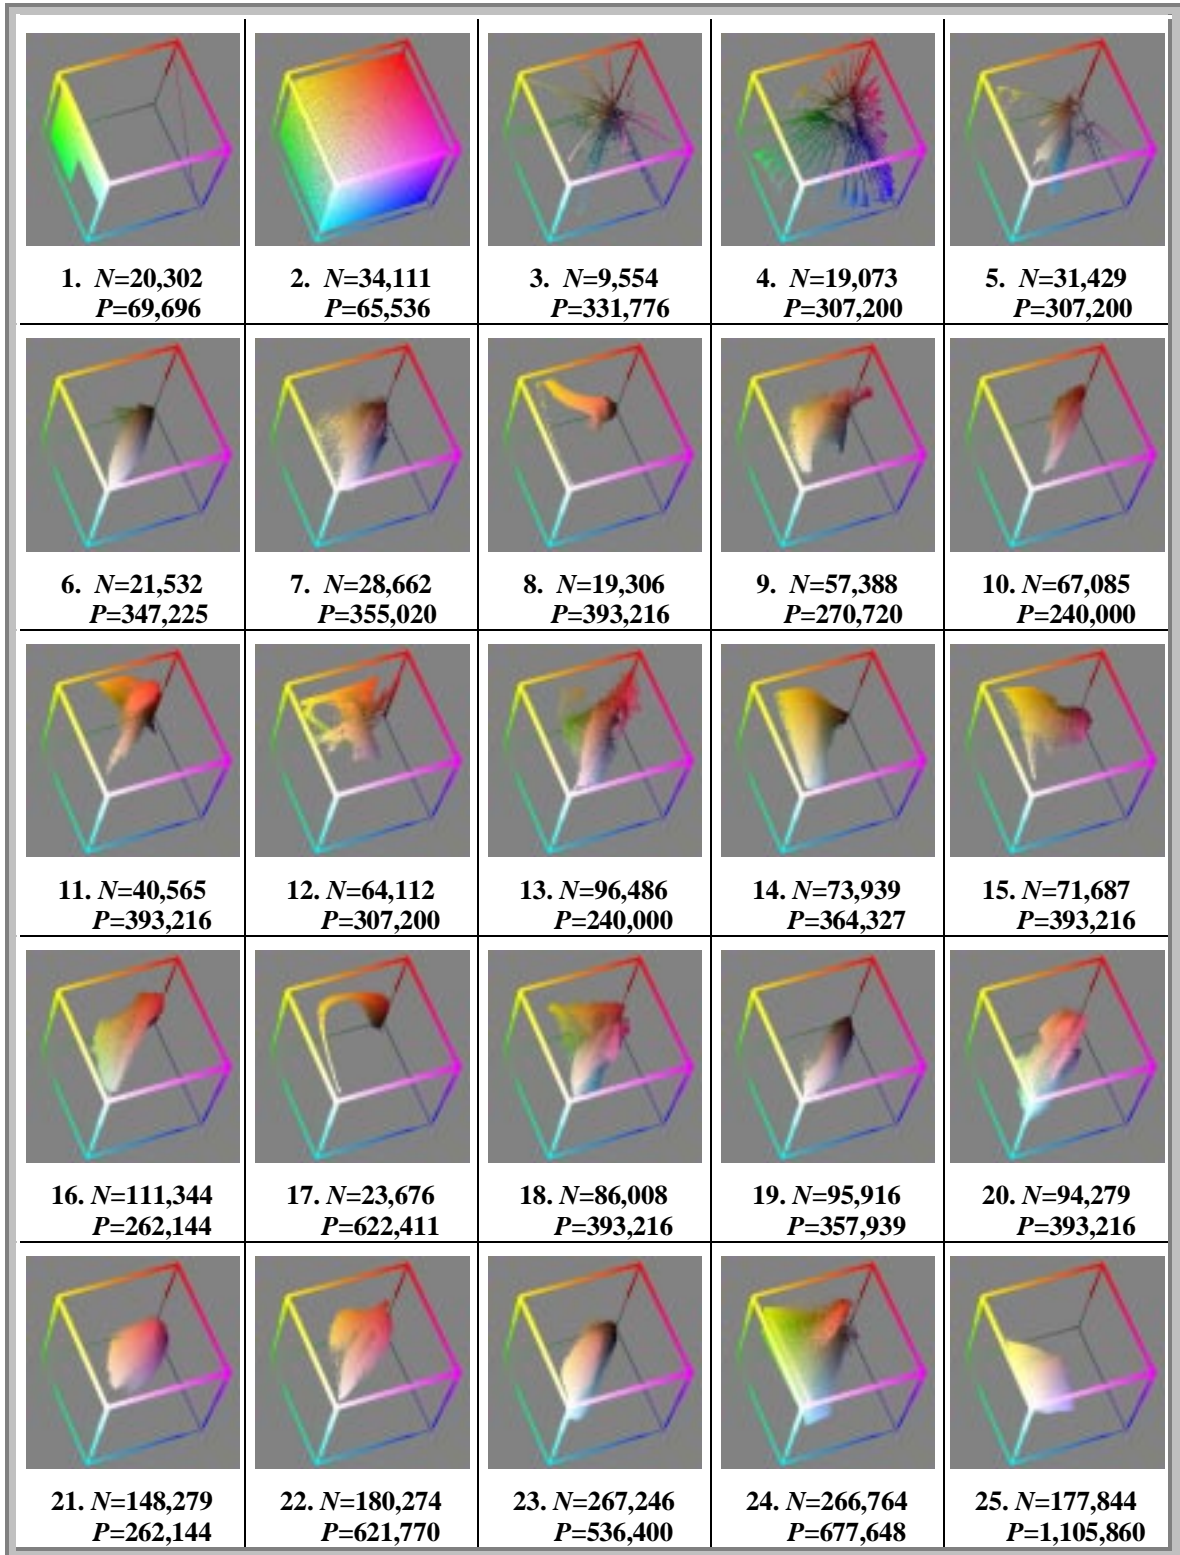 1. N=20,302
P=69,696
2. N=34,111
P=65,536
3. N=9,554
P=331,776
4. N=19,073
P=307,200
5. N=31,429
P=307,200
6. N=21,532
P=347,225
7. N=28,662
P=355,020
8. N=19,306
P=393,216
9. N=57,388
P=270,720
10. N=67,085
P=240,000
11. N=40,565
P=393,216
12. N=64,112
P=307,200
13. N=96,486
P=240,000
14. N=73,939
P=364,327
15. N=71,687
P=393,216
16. N=111,344
P=262,144
17. N=23,676
P=622,411
18. N=86,008
P=393,216
19. N=95,916
P=357,939
20. N=94,279
P=393,216
21. N=148,279
P=262,144
22. N=180,274
P=621,770
23. N=267,246
P=536,400
24. N=266,764
P=677,648
25. N=177,844
P=1,105,860